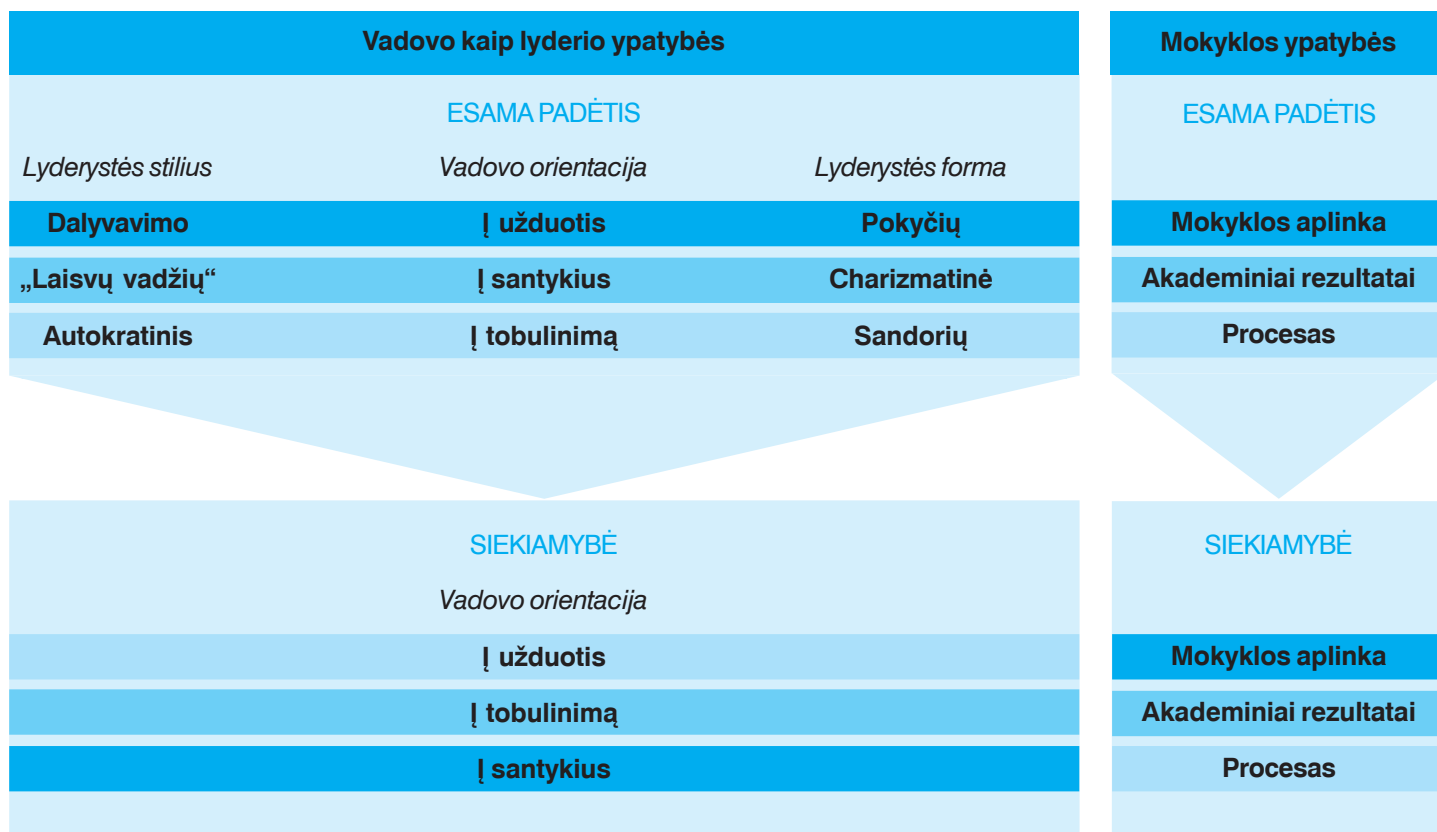 Vadovo kaip lyderio ypatybės
ESAMA PADĖTIS
Lyderystės stilius Vadovo orientacija Lyderystės forma
Dalyvavimo Į užduotis Pokyčių
„Laisvų vadžių“ Į santykius Charizmatinė
Autokratinis Į tobulinimą Sandorių
SIEKIAMYBĖ
Vadovo orientacija
Į užduotis
Į tobulinimą
Į santykius
Mokyklos ypatybės
ESAMA PADĖTIS
Mokyklos aplinka
Akademiniai rezultatai
Procesas
SIEKIAMYBĖ
Mokyklos aplinka
Akademiniai rezultatai
Procesas